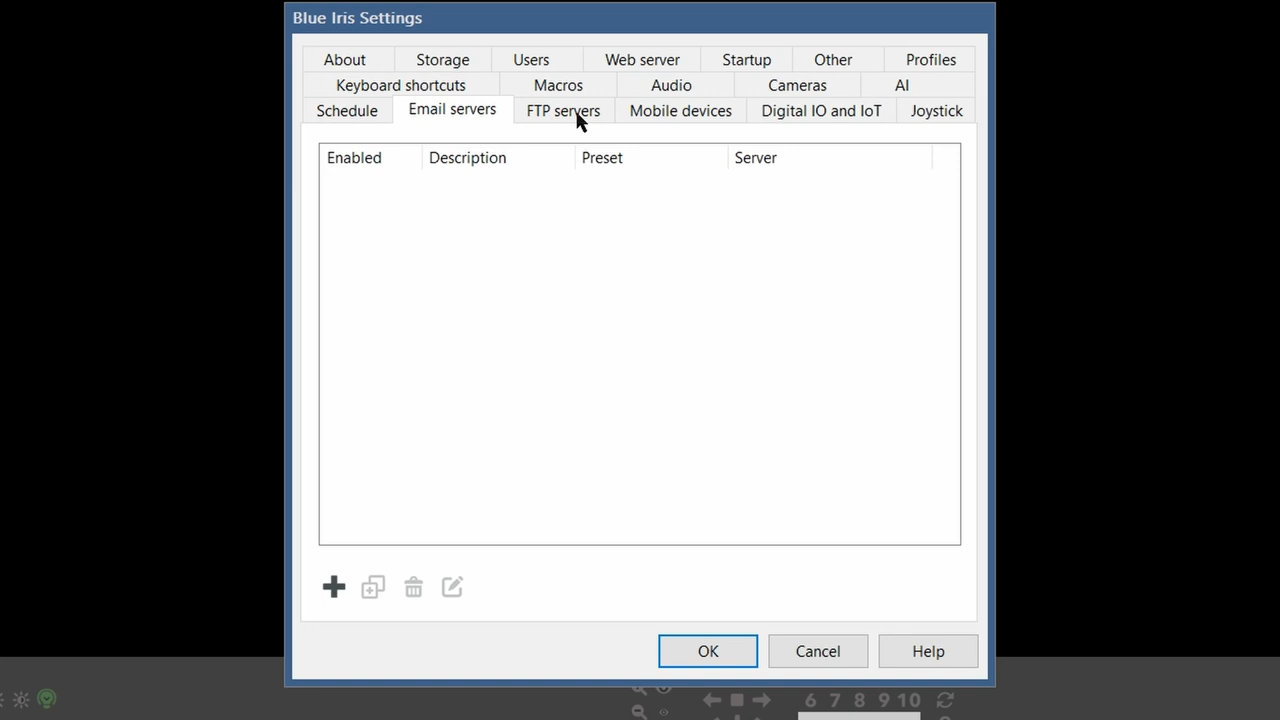 Blue Iris Settings
About Storage Users Web server Startup Other Profiles
Keyboard shortcuts Macros Audio Cameras AI
Schedule Email servers FTP servers Mobile devices Digital IO and IoT Joystick
Enabled Description Preset Server
OK Cancel Help
6 7 8 9 10